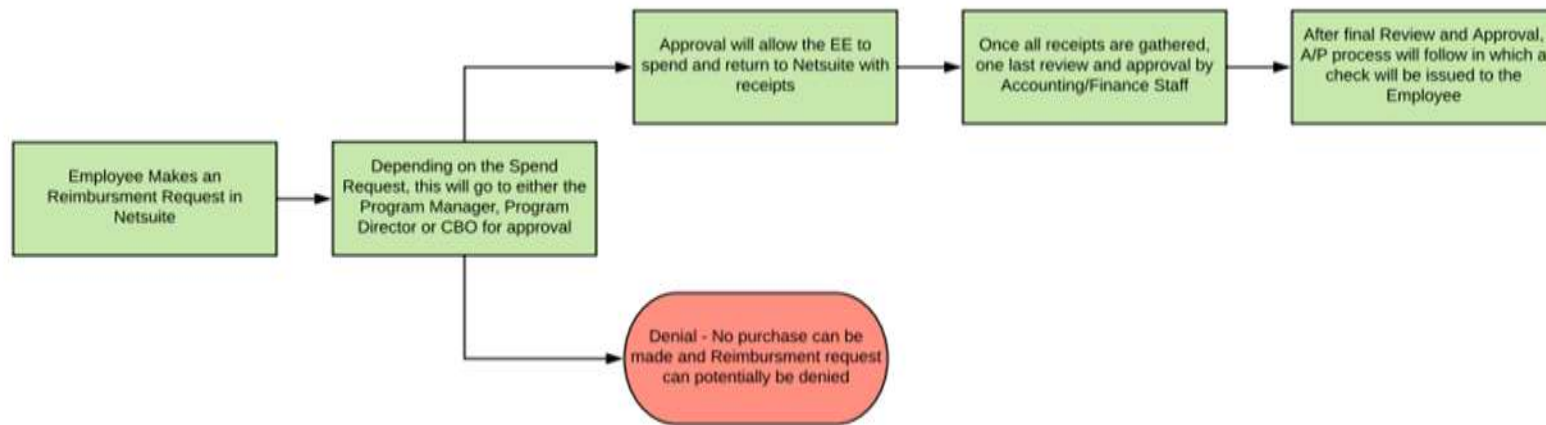 Employee Makes an
Reimbursment Request in
Netsuite
Depending on the Spend
Request, this will go to either the
Program Manager, Program
Director or CBO for approval
Approval will allow the EE to
spend and return to Netsuite with
receipts
Once all receipts are gathered,
one last review and approval by
Accounting/Finance Staff
After final Review and Approval,
A/P process will follow in which a
check will be issued to the
Employee
Denial - No purchase can be
made and Reimbursment request
can potentially be denied